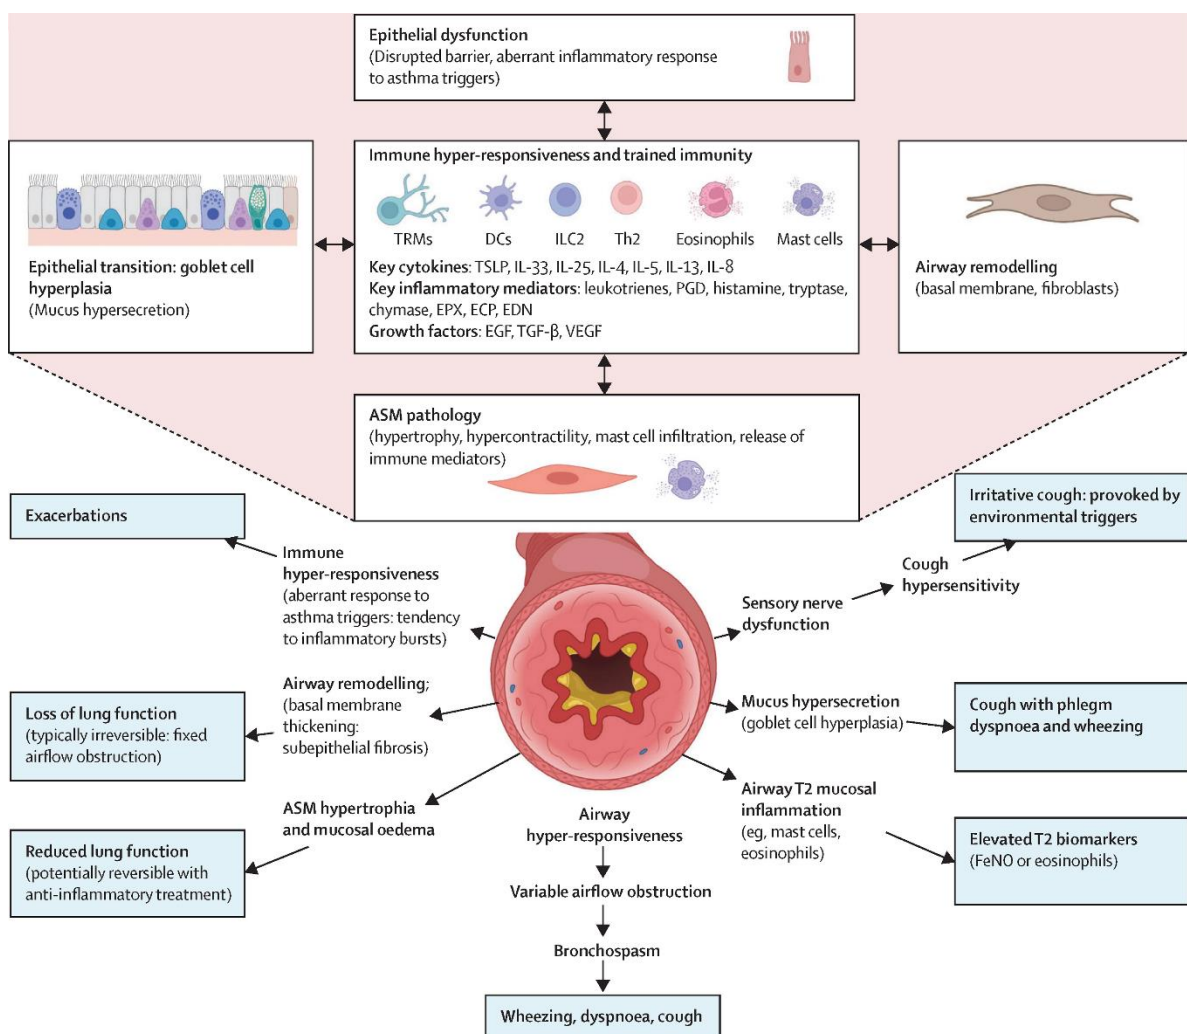 Epithelial dysfunction
(Disrupted barrier, aberrant inflammatory response
to asthma triggers)
Epithelial transition: goblet cell
hyperplasia
(Mucus hypersecretion)
Immune hyper-responsiveness and trained immunity
TRMs
DCs
ILC2
Th2
Eosinophils
Mast cells
Key cytokines: TSLP, IL-33, IL-25, IL-4, IL-5, IL-13, IL-8
Key inflammatory mediators: leukotrienes, PGD, histamine, tryptase,
chymase, EPX, ECP, EDN
Growth factors: EGF, TGF-β, VEGF
Airway remodelling
(basal membrane, fibroblasts)
ASM pathology
(hypertrophy, hypercontractility, mast cell infiltration, release of
immune mediators)
Exacerbations
Immune
hyper-responsiveness
(aberrant response to
asthma triggers: tendency
to inflammatory bursts)
Loss of lung function
(typically irreversible: fixed
airflow obstruction)
Airway remodelling;
(basal membrane
thickening:
subepithelial fibrosis)
Reduced lung function
(potentially reversible with
anti-inflammatory treatment)
ASM hypertrophia
and mucosal oedema
Airway
hyper-responsiveness
Variable airflow obstruction
Bronchospasm
Wheezing, dyspnoea, cough
Sensory nerve
dysfunction
Cough
hypersensitivity
Irritative cough: provoked by
environmental triggers
Mucus hypersecretion
(goblet cell hyperplasia)
Cough with phlegm
dyspnoea and wheezing
Airway T2 mucosal
inflammation
(eg, mast cells,
eosinophils)
Elevated T2 biomarkers
(FeNO or eosinophils)